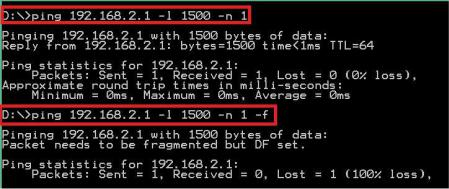 D:\>ping 192.168.2.1 -l 1500 -n 1
Pinging 192.168.2.1 with 1500 bytes of data:
Reply from 192.168.2.1: bytes=1500 time<1ms TTL=64
Ping statistics for 192.168.2.1:
Packets: Sent = 1, Received = 1, Lost = 0 (0% loss),
Approximate round trip times in milli-seconds:
Minimum = 0ms, Maximum = 0ms, Average = 0ms
D:\>ping 192.168.2.1 -l 1500 -n 1 -f
Pinging 192.168.2.1 with 1500 bytes of data:
Packet needs to be fragmented but DF set.
Ping statistics for 192.168.2.1:
Packets: Sent = 1, Received = 0, Lost = 1 (100% loss),